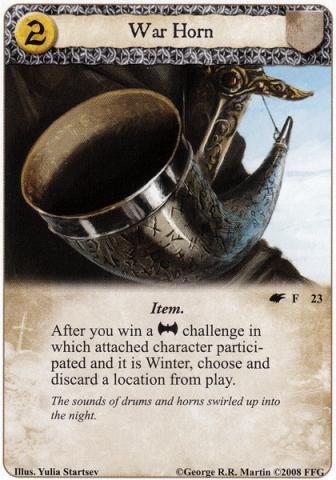 2
War Horn
F 23
Item.
After you win a challenge in
which attached character partici-
pated and it is Winter, choose and
discard a location from play.
The sounds of drums and horns swirled up into
the night.
Illus. Yulia Startsev ©George R.R. Martin ©2008 FFG